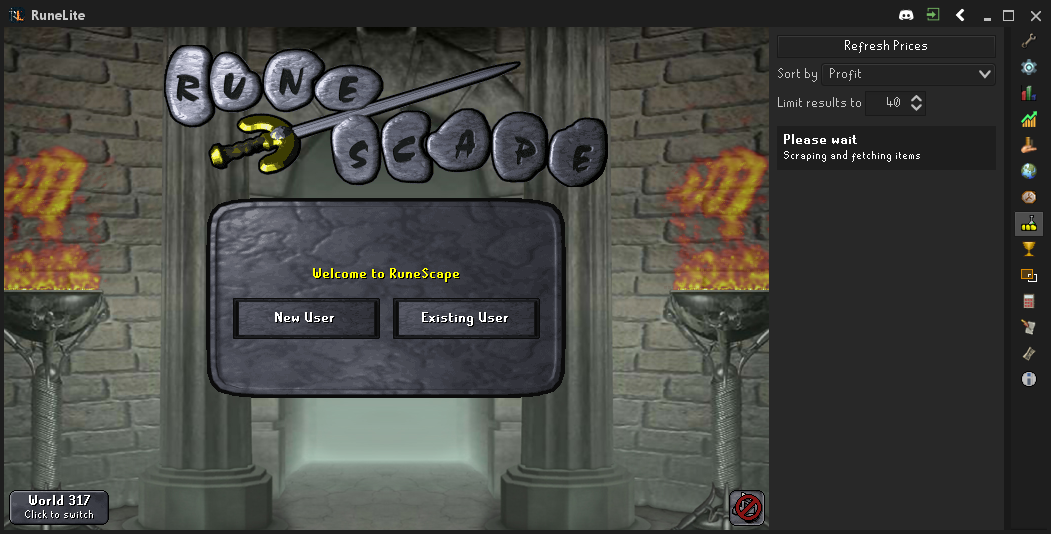 RuneLite
RUNE
SCAPE
Welcome to RuneScape
New User
Existing User
World 317
Click to switch
Refresh Prices
Sort by Profit
Limit results to 40
Please wait
Scraping and fetching items